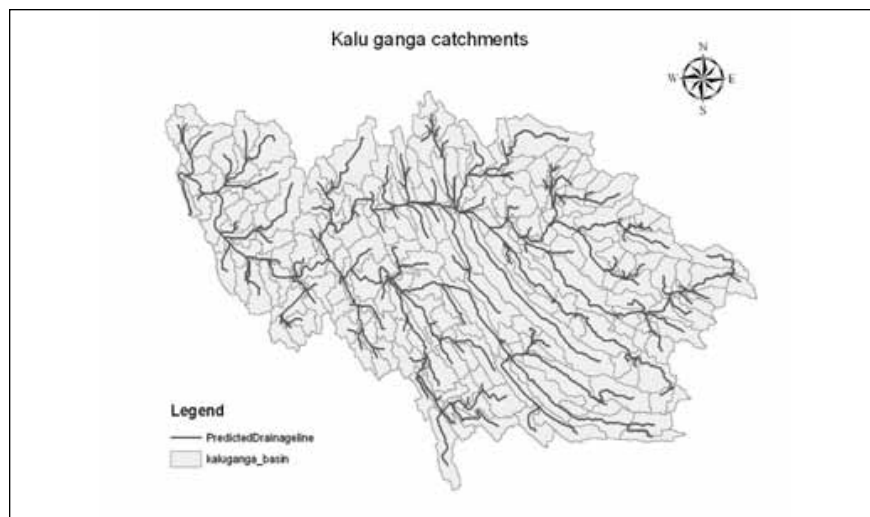 Kalu ganga catchments
N
W E
S
Legend
PredictedDrainageline
kaluganga_basin